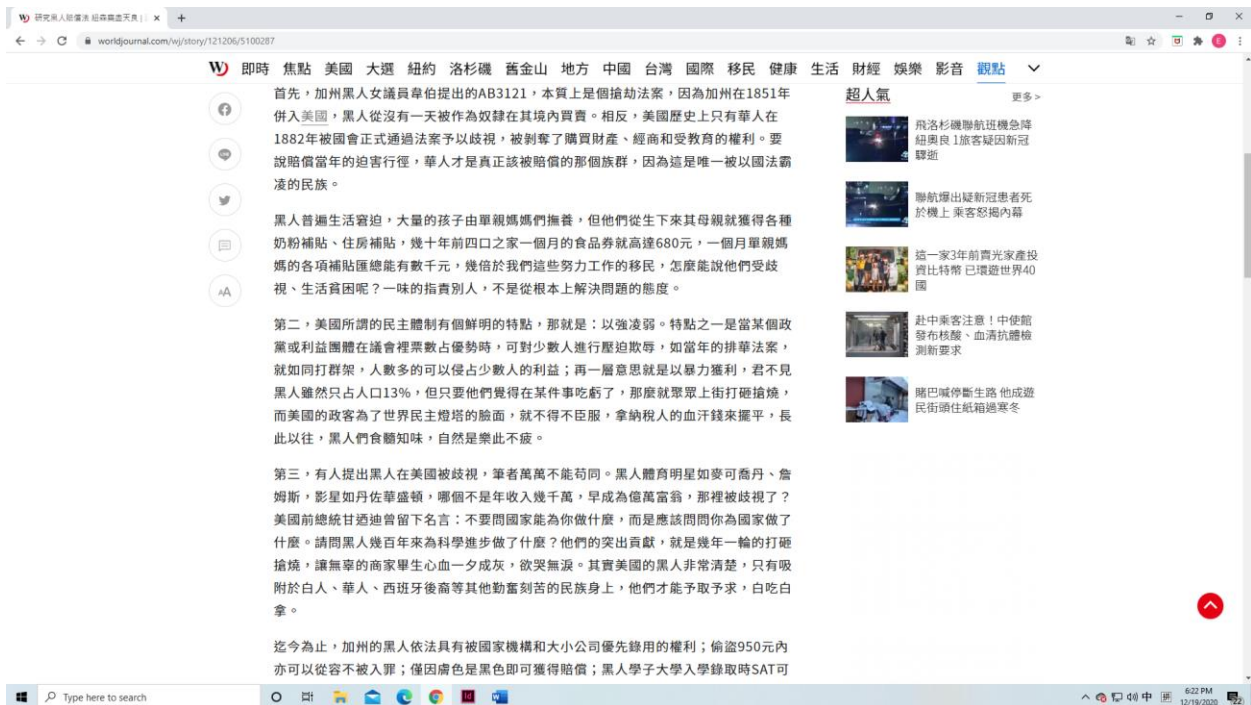 研究黑人賠償法 紐森喪盡天良 |
worldjournal.com/wj/story/121206/5100287
即時 焦點 美國 大選 紐約 洛杉磯 舊金山 地方 中國 台灣 國際 移民 健康 生活 財經 娛樂 影音 觀點
首先，加州黑人女議員韋伯提出的AB3121，本質上是個搶劫法案，因為加州在1851年
併入美國，黑人從沒有一天被作為奴隸在其境內買賣。相反，美國歷史上只有華人在
1882年被國會正式通過法案予以歧視，被剝奪了購買財產、經商和受教育的權利。要
說賠償當年的迫害行徑，華人才是真正該被賠償的那個族群，因為這是唯一被以國法霸
凌的民族。
黑人普遍生活窘迫，大量的孩子由單親媽媽們撫養，但他們從生下來其母親就獲得各種
奶粉補貼、住房補貼，幾十年前四口之家一個月的食品券就高達680元，一個月單親媽
媽的各項補貼匯總能有數千元，幾倍於我們這些努力工作的移民，怎麼能說他們受歧
視、生活貧困呢？一味的指責別人，不是從根本上解決問題的態度。
第二，美國所謂的民主體制有個鮮明的特點，那就是：以強凌弱。特點之一是當某個政
黨或利益團體在議會裡票數占優勢時，可對少數人進行壓迫欺辱，如當年的排華法案，
就如同打群架，人數多的可以侵占少數人的利益；再一層意思就是以暴力獲利，君不見
黑人雖然只占人口13%，但只要他們覺得在某件事吃虧了，那麼就聚眾上街打砸搶燒，
而美國的政客為了世界民主燈塔的臉面，就不得不臣服，拿納稅人的血汗錢來擺平，長
此以往，黑人們食髓知味，自然是樂此不疲。
第三，有人提出黑人在美國被歧視，筆者萬萬不能苟同。黑人體育明星如麥可喬丹、詹
姆斯，影星如丹佐華盛頓，哪個不是年收入幾千萬，早成為億萬富翁，那裡被歧視了？
美國前總統甘迺迪曾留下名言：不要問國家能為你做什麼，而是應該問問你為國家做了
什麼。請問黑人幾百年來為科學進步做了什麼？他們的突出貢獻，就是幾年一輪的打砸
搶燒，讓無辜的商家畢生心血一夕成灰，欲哭無淚。其實美國的黑人非常清楚，只有吸
附於白人、華人、西班牙後裔等其他勤奮刻苦的民族身上，他們才能予取予求，白吃白
拿。
迄今為止，加州的黑人依法具有被國家機構和大小公司優先錄用的權利；偷盜950元內
亦可以從容不被入罪；僅因膚色是黑色即可獲得賠償；黑人學子大學入學錄取時SAT可
超人氣
更多 >
飛洛杉磯聯航班機急降
紐奧良 1旅客疑因新冠
驟逝
聯航爆出疑新冠患者死
於機上 乘客怒揭內幕
這一家3年前賣光家產投
資比特幣 已環遊世界40
國
赴中乘客注意！中使館
發布核酸、血清抗體檢
測新要求
賭巴喊停斷生路 他成遊
民街頭住紙箱過寒冬
Type here to search
中
拼
6:22 PM
12/19/2020
22